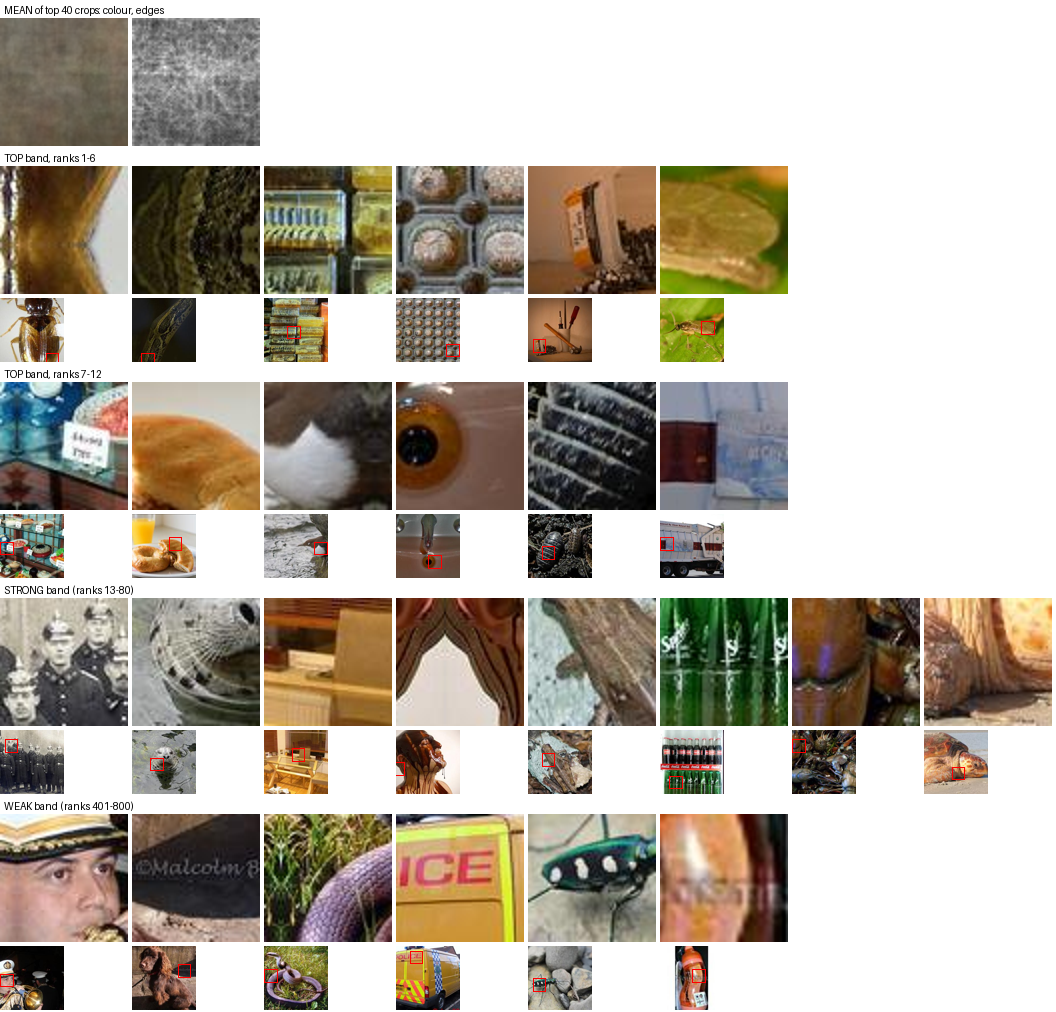 MEAN of top 40 crops: colour, edges
TOP band, ranks 1-6
TOP band, ranks 7-12
STRONG band (ranks 13-80)
WEAK band (ranks 401-800)
©Malcolm B
ICE